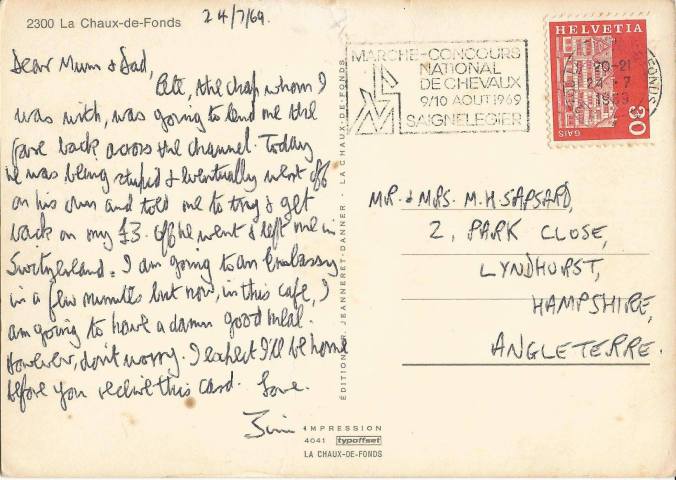 2300 La Chaux-de-Fonds
24/7/69.
Dear Mum & Dad,
Pete, the chap whom I
was with, was going to lend me the
fare back across the channel. Today
he was being stupid & eventually went off
on his own and told me to try & get
back on my £3. Off he went & left me in
Switzerland. I am going to an Embassy
in a few minutes but now, in this cafe, I
am going to have a damn good meal.
However, don't worry. I expect I'll be home
before you receive this card. Love.
EDITIONS R. JEANNERET-DANNER - LA CHAUX-DE-FONDS
IMPRESSION
4041 typoffset
LA CHAUX-DE-FONDS
MARCHE-CONCOURS
NATIONAL
DE CHEVAUX
9/10 AOUT 1969
SAIGNELEGIER
HELVETIA
20-21
24.7
1969
GAIS
30
MR. & MRS. M.H. SAPSARD,
2, PARK CLOSE,
LYNDHURST,
HAMPSHIRE,
ANGLETERRE.